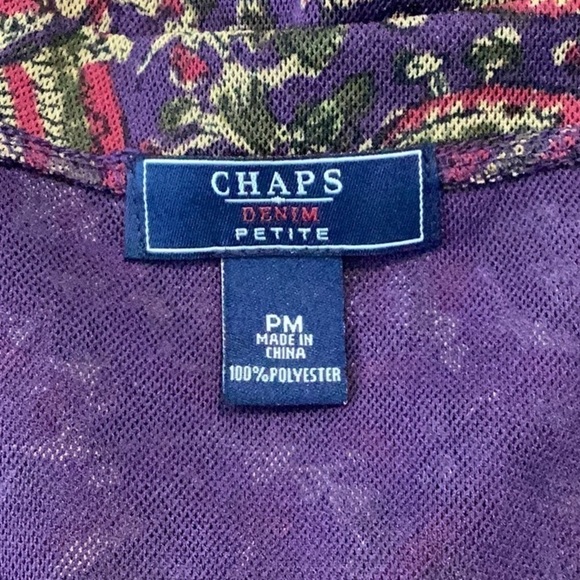 CHAPS
DENIM
PETITE
PM
MADE IN
CHINA
100%POLYESTER